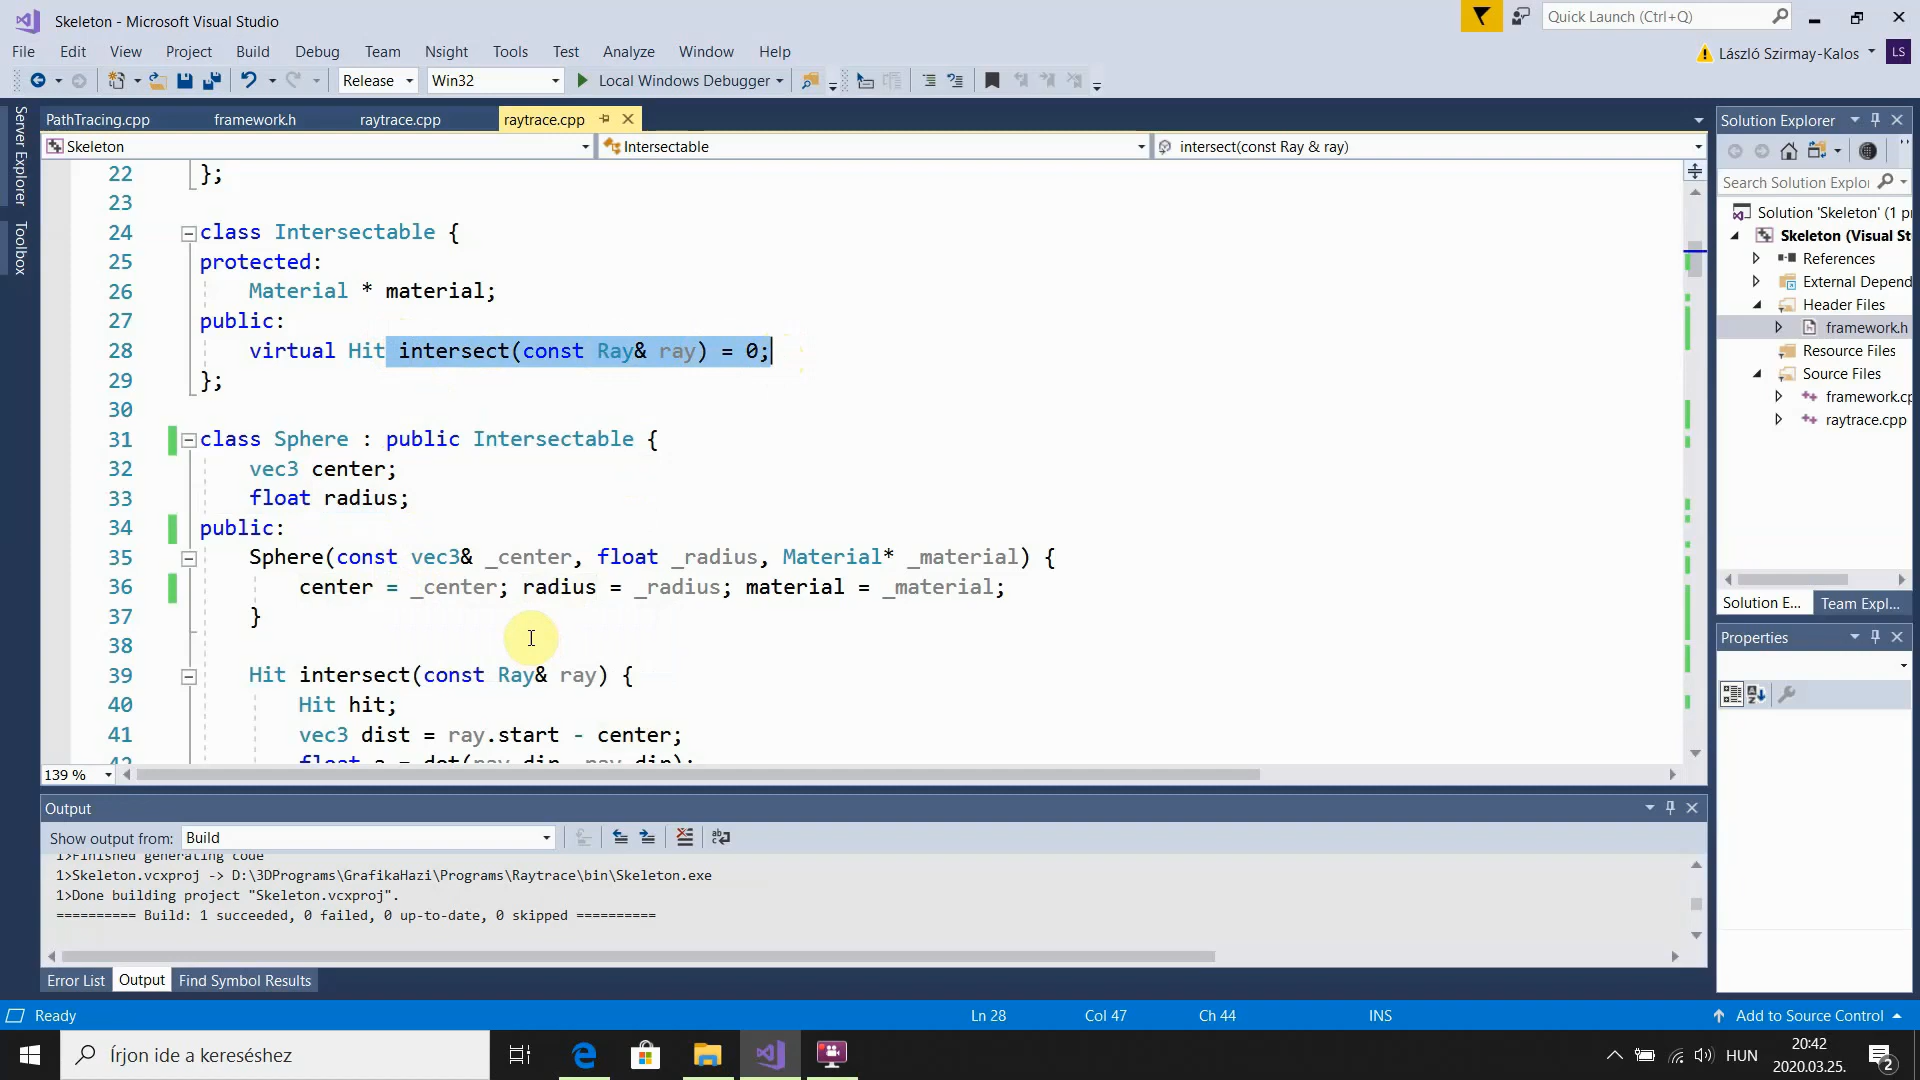 Skeleton - Microsoft Visual Studio
Quick Launch (Ctrl+Q)
File Edit View Project Build Debug Team Nsight Tools Test Analyze Window Help
László Szirmay-Kalos LS
Release Win32 Local Windows Debugger
Server Explorer
Toolbox
PathTracing.cpp framework.h raytrace.cpp raytrace.cpp
Skeleton Intersectable intersect(const Ray & ray)
22 };
23
24 class Intersectable {
25 protected:
26 Material * material;
27 public:
28 virtual Hit intersect(const Ray& ray) = 0;
29 };
30
31 class Sphere : public Intersectable {
32 vec3 center;
33 float radius;
34 public:
35 Sphere(const vec3& _center, float _radius, Material* _material) {
36 center = _center; radius = _radius; material = _material;
37 }
38
39 Hit intersect(const Ray& ray) {
40 Hit hit;
41 vec3 dist = ray.start - center;
42 float a = dot(ray.dir, ray.dir);
139 %
Solution Explorer
Search Solution Explo
Solution 'Skeleton' (1 p
Skeleton (Visual St
References
External Depend
Header Files
framework.h
Resource Files
Source Files
framework.cp
raytrace.cpp
Solution E... Team Expl...
Properties
Output
Show output from: Build
1>Finished generating code
1>Skeleton.vcxproj -> D:\3DPrograms\GrafikaHazi\Programs\Raytrace\bin\Skeleton.exe
1>Done building project "Skeleton.vcxproj".
========== Build: 1 succeeded, 0 failed, 0 up-to-date, 0 skipped ==========
Error List Output Find Symbol Results
Ready Ln 28 Col 47 Ch 44 INS Add to Source Control
Írjon ide a kereséshez
HUN
20:42
2020.03.25.
2